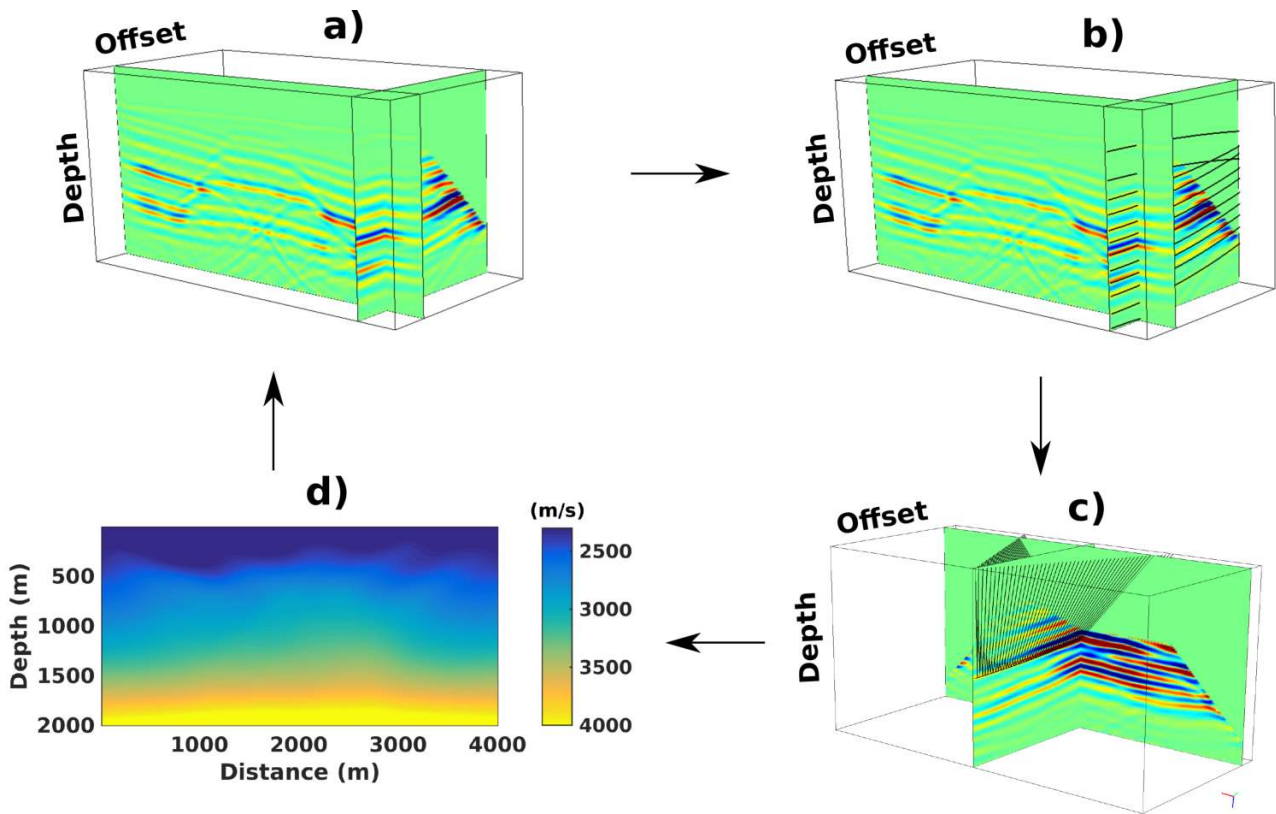 a)
Offset
Depth
b)
Offset
Depth
d)
(m/s)
Depth (m)
500
1000
1500
2000
1000 2000 3000 4000
Distance (m)
2500
3000
3500
4000
c)
Offset
Depth